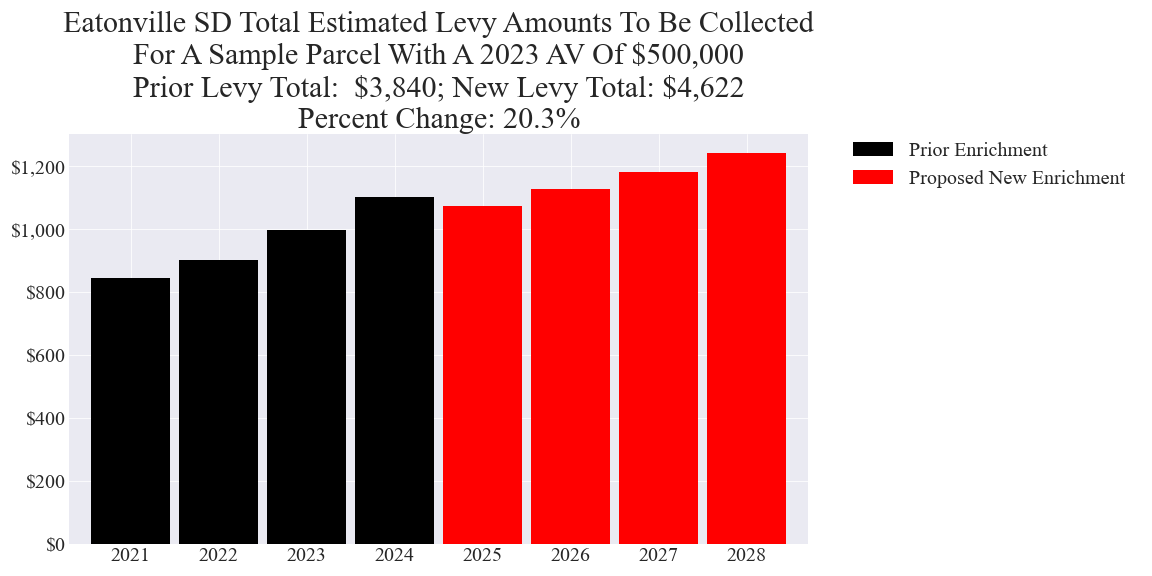 Eatonville SD Total Estimated Levy Amounts To Be Collected
For A Sample Parcel With A 2023 AV Of $500,000
Prior Levy Total:  $3,840; New Levy Total: $4,622
Percent Change: 20.3%
Prior Enrichment
Proposed New Enrichment
$1,200
$1,000
$800
$600
$400
$200
$0
2021 2022 2023 2024 2025 2026 2027 2028